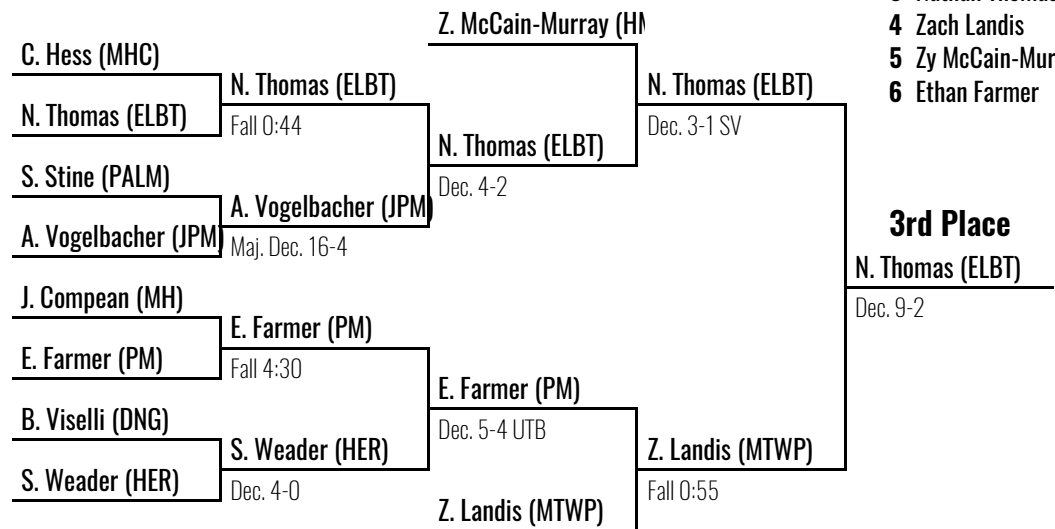 C. Hess (MHC)
N. Thomas (ELBT)
S. Stine (PALM)
A. Vogelbacher (JPM)
J. Compean (MH)
E. Farmer (PM)
B. Viselli (DNG)
S. Weader (HER)
N. Thomas (ELBT)
Fall 0:44
A. Vogelbacher (JPM)
Maj. Dec. 16-4
E. Farmer (PM)
Fall 4:30
S. Weader (HER)
Dec. 4-0
Z. McCain-Murray (HM
N. Thomas (ELBT)
Dec. 4-2
E. Farmer (PM)
Dec. 5-4 UTB
Z. Landis (MTWP)
N. Thomas (ELBT)
Dec. 3-1 SV
Z. Landis (MTWP)
Fall 0:55
4 Zach Landis
5 Zy McCain-Mur
6 Ethan Farmer
3rd Place
N. Thomas (ELBT)
Dec. 9-2